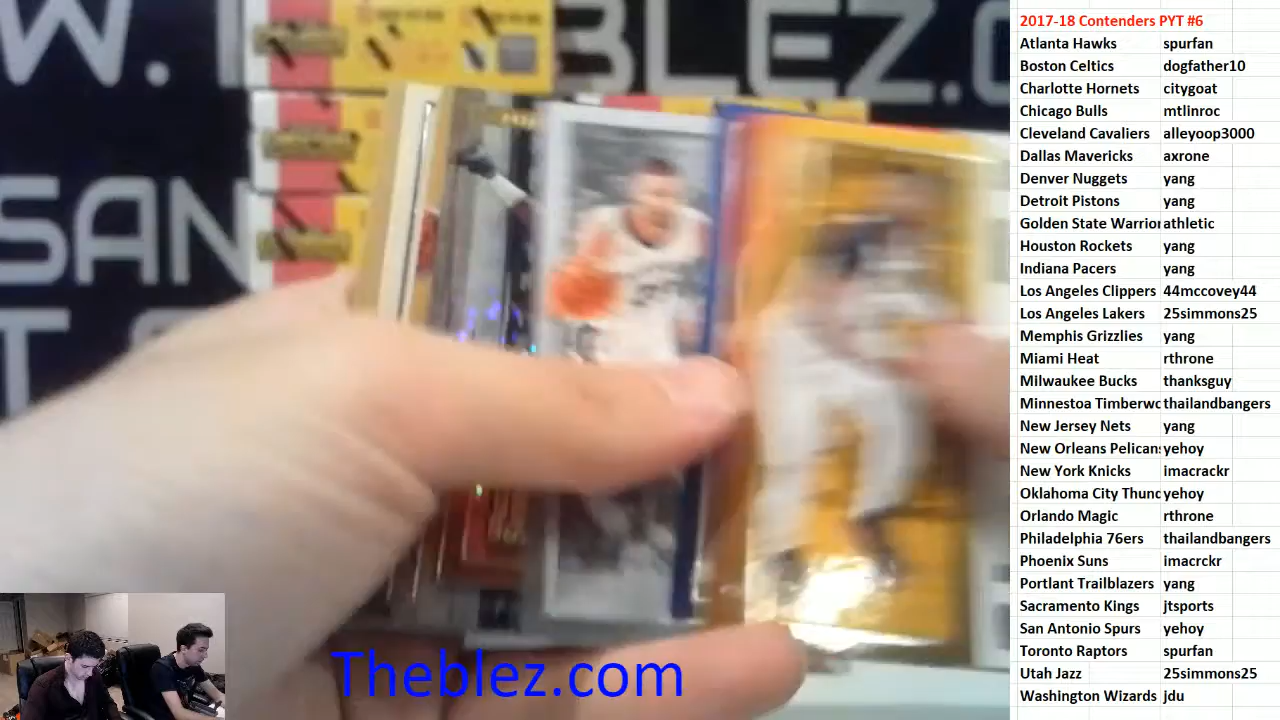 2017-18 Contenders PYT #6
Atlanta Hawks spurfan
Boston Celtics dogfather10
Charlotte Hornets citygoat
Chicago Bulls mtlinroc
Cleveland Cavaliers alleyoop3000
Dallas Mavericks axrone
Denver Nuggets yang
Detroit Pistons yang
Golden State Warrior athletic
Houston Rockets yang
Indiana Pacers yang
Los Angeles Clippers 44mccovey44
Los Angeles Lakers 25simmons25
Memphis Grizzlies yang
Miami Heat rthrone
Milwaukee Bucks thanksguy
Minnestoa Timberwo thailandbangers
New Jersey Nets yang
New Orleans Pelicans yehoy
New York Knicks imacrackr
Oklahoma City Thund yehoy
Orlando Magic rthrone
Philadelphia 76ers thailandbangers
Phoenix Suns imacrckr
Portlant Trailblazers yang
Sacramento Kings jtsports
San Antonio Spurs yehoy
Toronto Raptors spurfan
Utah Jazz 25simmons25
Washington Wizards jdu
Theblez.com